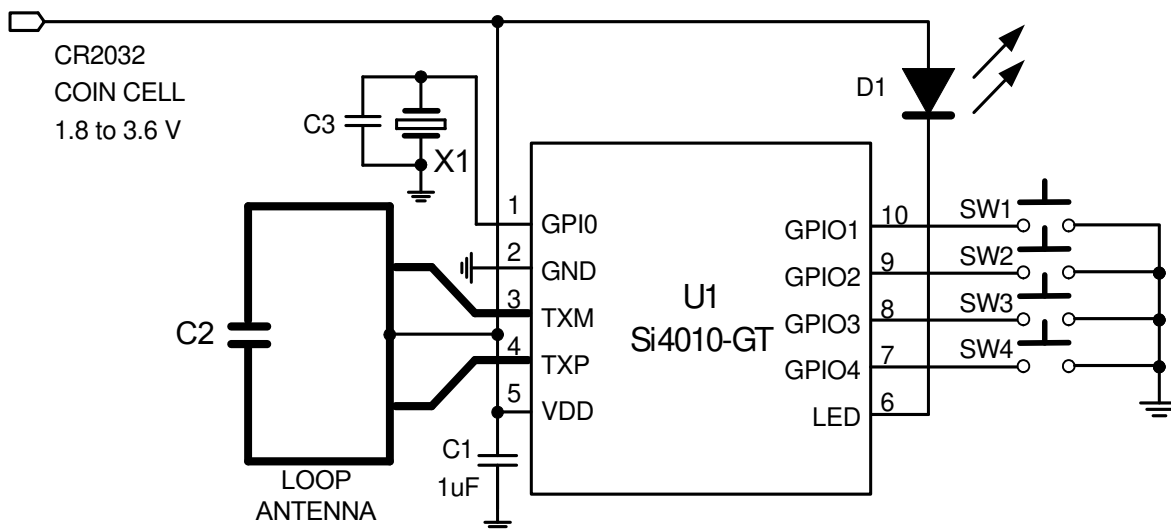 CR2032
COIN CELL
1.8 to 3.6 V
D1
C3
X1
1
GPI0
2
GND
3
TXM
4
TXP
5
VDD
U1
Si4010-GT
GPIO1
10
SW1
GPIO2
9
SW2
GPIO3
8
SW3
GPIO4
7
SW4
LED
6
C2
C1
1uF
LOOP
ANTENNA